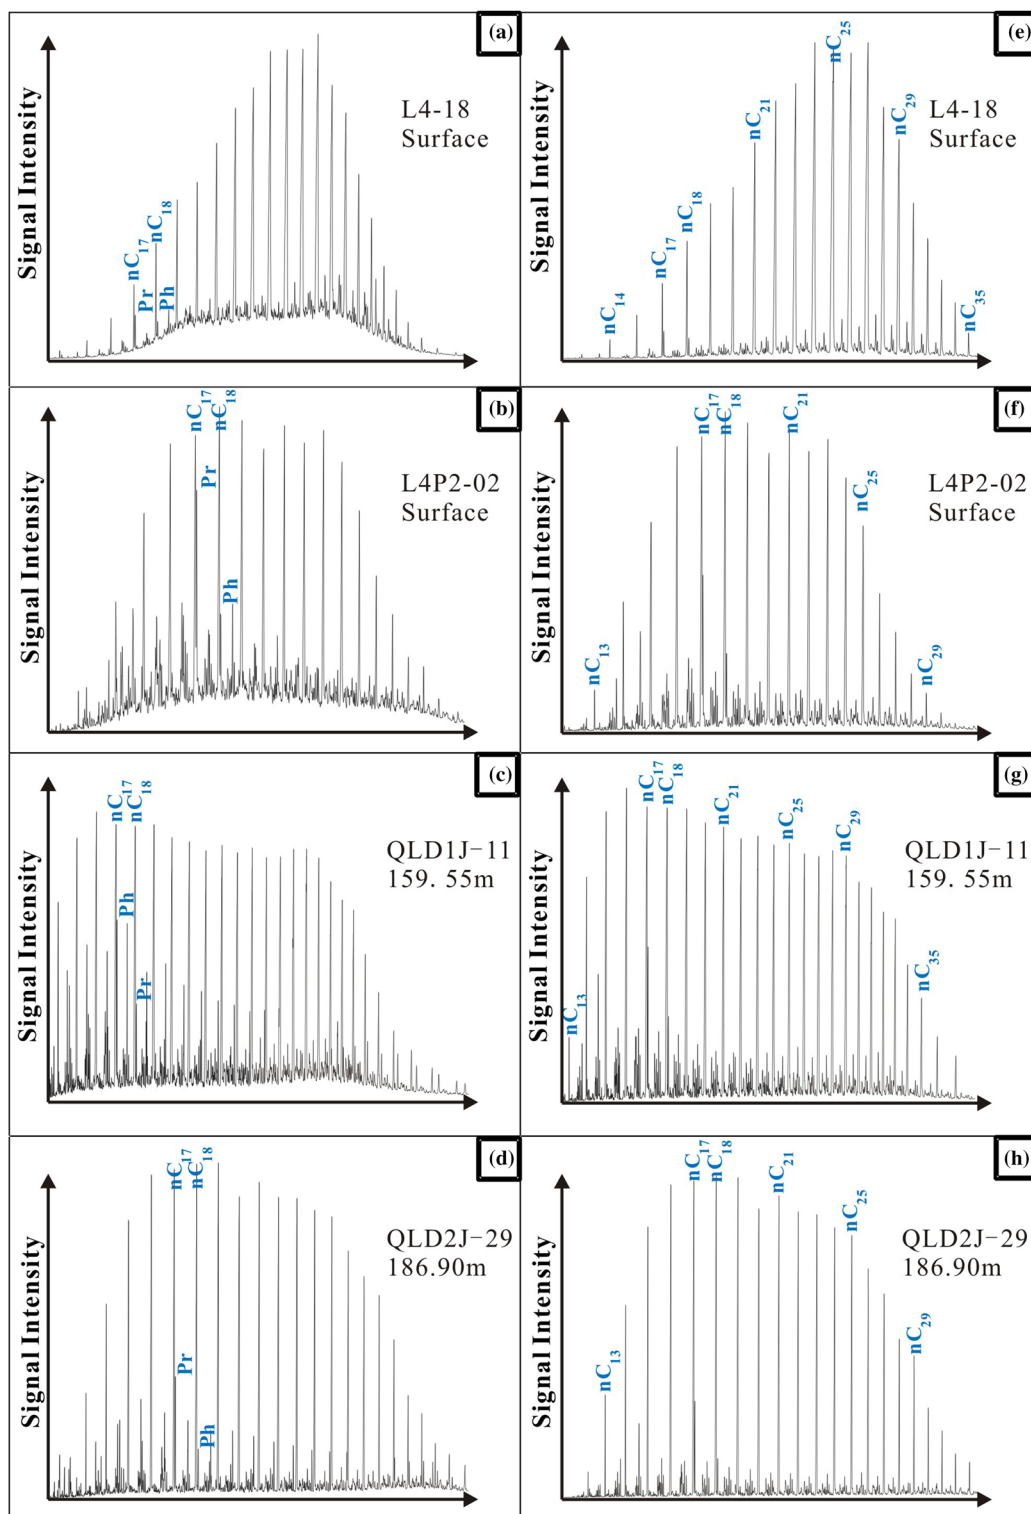 (a)
Signal Intensity
L4-18
Surface
nC17
nC18
Pr
Ph
(e)
Signal Intensity
L4-18
Surface
nC14
nC17
nC18
nC21
nC25
nC29
nC35
(b)
Signal Intensity
L4P2-02
Surface
nC17
nC18
Pr
Ph
(f)
Signal Intensity
L4P2-02
Surface
nC13
nC17
nC18
nC21
nC25
nC29
(c)
Signal Intensity
QLD1J-11
159. 55m
nC17
nC18
Ph
Pr
(g)
Signal Intensity
QLD1J-11
159. 55m
nC13
nC17
nC18
nC21
nC25
nC29
nC35
(d)
Signal Intensity
QLD2J-29
186.90m
nC17
nC18
Pr
Ph
(h)
Signal Intensity
QLD2J-29
186.90m
nC13
nC17
nC18
nC21
nC25
nC29